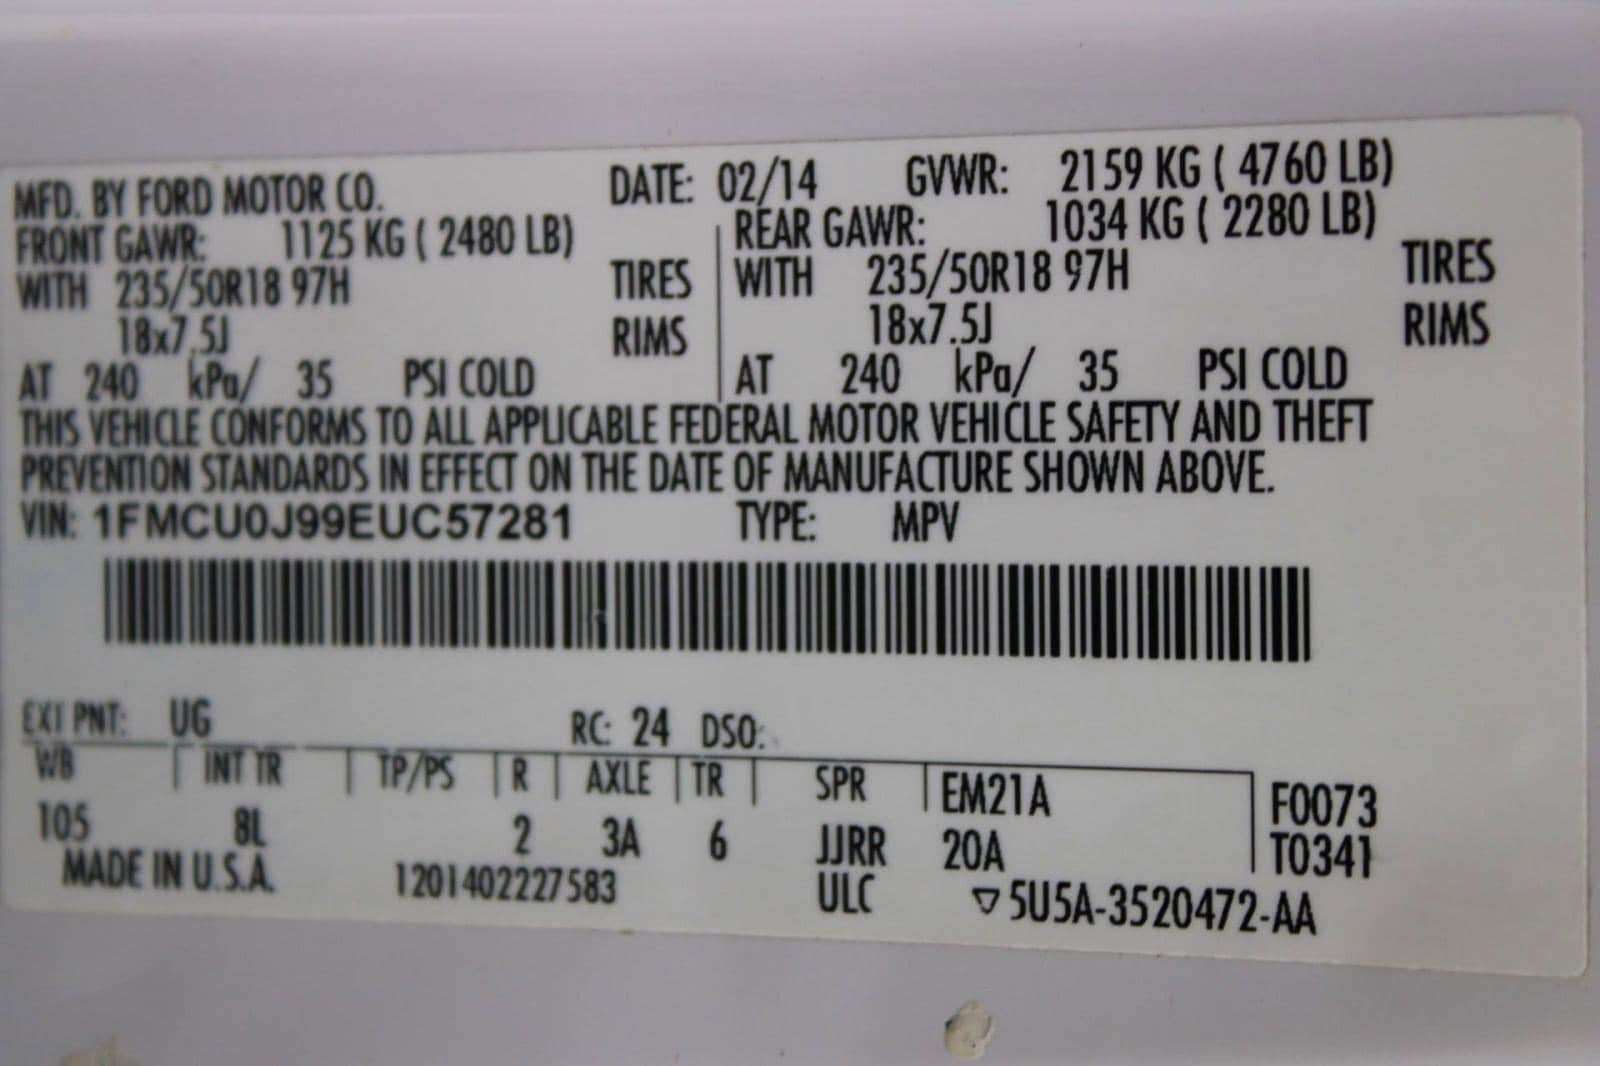 MFD. BY FORD MOTOR CO. DATE: 02/14 GVWR: 2159 KG ( 4760 LB)
FRONT GAWR: 1125 KG ( 2480 LB) REAR GAWR: 1034 KG ( 2280 LB)
WITH 235/50R18 97H TIRES WITH 235/50R18 97H TIRES
18x7.5J RIMS 18x7.5J RIMS
AT 240 kPa/ 35 PSI COLD AT 240 kPa/ 35 PSI COLD
THIS VEHICLE CONFORMS TO ALL APPLICABLE FEDERAL MOTOR VEHICLE SAFETY AND THEFT
PREVENTION STANDARDS IN EFFECT ON THE DATE OF MANUFACTURE SHOWN ABOVE.
VIN: 1FMCU0J99EUC57281 TYPE: MPV
EXT PNT: UG RC: 24 DSO:
WB INT TR TP/PS R AXLE TR SPR EM21A F0073
105 8L 2 3A 6 JJRR 20A T0341
MADE IN U.S.A. 1201402227583 ULC ▽5U5A-3520472-AA